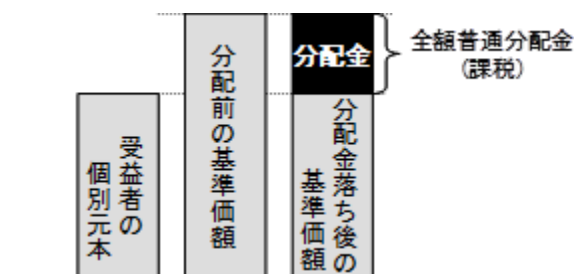 受益者の
個別元本
分配前の基準価額
分配金
分配金落ち後の
基準価額
全額普通分配金
(課税)